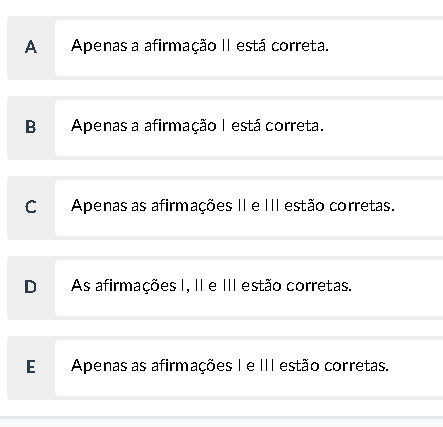 A Apenas a afirmação II está correta.
B Apenas a afirmação I está correta.
C Apenas as afirmações II e III estão corretas.
D As afirmações I, II e III estão corretas.
E Apenas as afirmações I e III estão corretas.